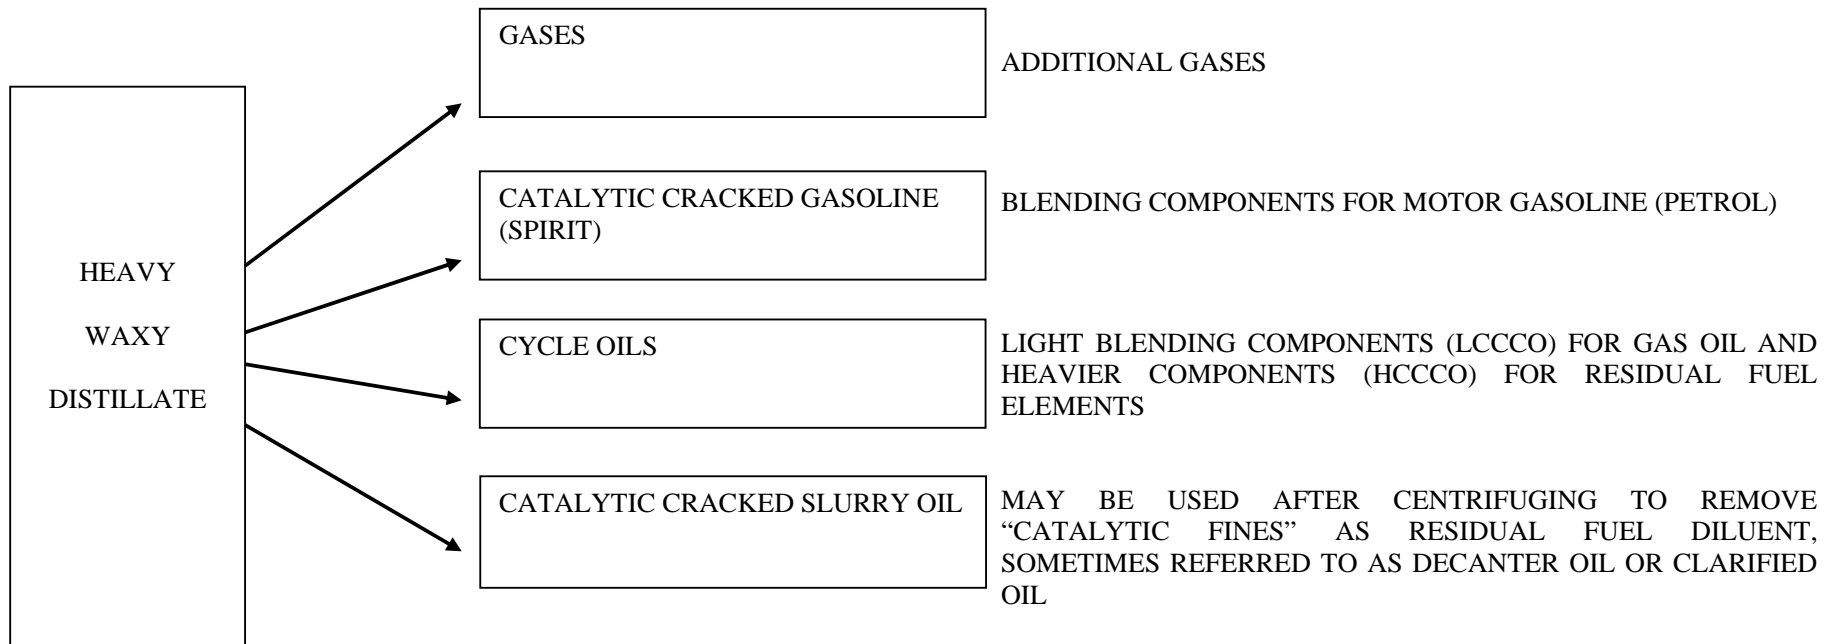 HEAVY
WAXY
DISTILLATE
GASES
ADDITIONAL GASES
CATALYTIC CRACKED GASOLINE
(SPIRIT)
BLENDING COMPONENTS FOR MOTOR GASOLINE (PETROL)
CYCLE OILS
LIGHT BLENDING COMPONENTS (LCCCO) FOR GAS OIL AND
HEAVIER COMPONENTS (HCCCO) FOR RESIDUAL FUEL
ELEMENTS
CATALYTIC CRACKED SLURRY OIL
MAY BE USED AFTER CENTRIFUGING TO REMOVE
“CATALYTIC FINES” AS RESIDUAL FUEL DILUENT,
SOMETIMES REFERRED TO AS DECANTER OIL OR CLARIFIED
OIL